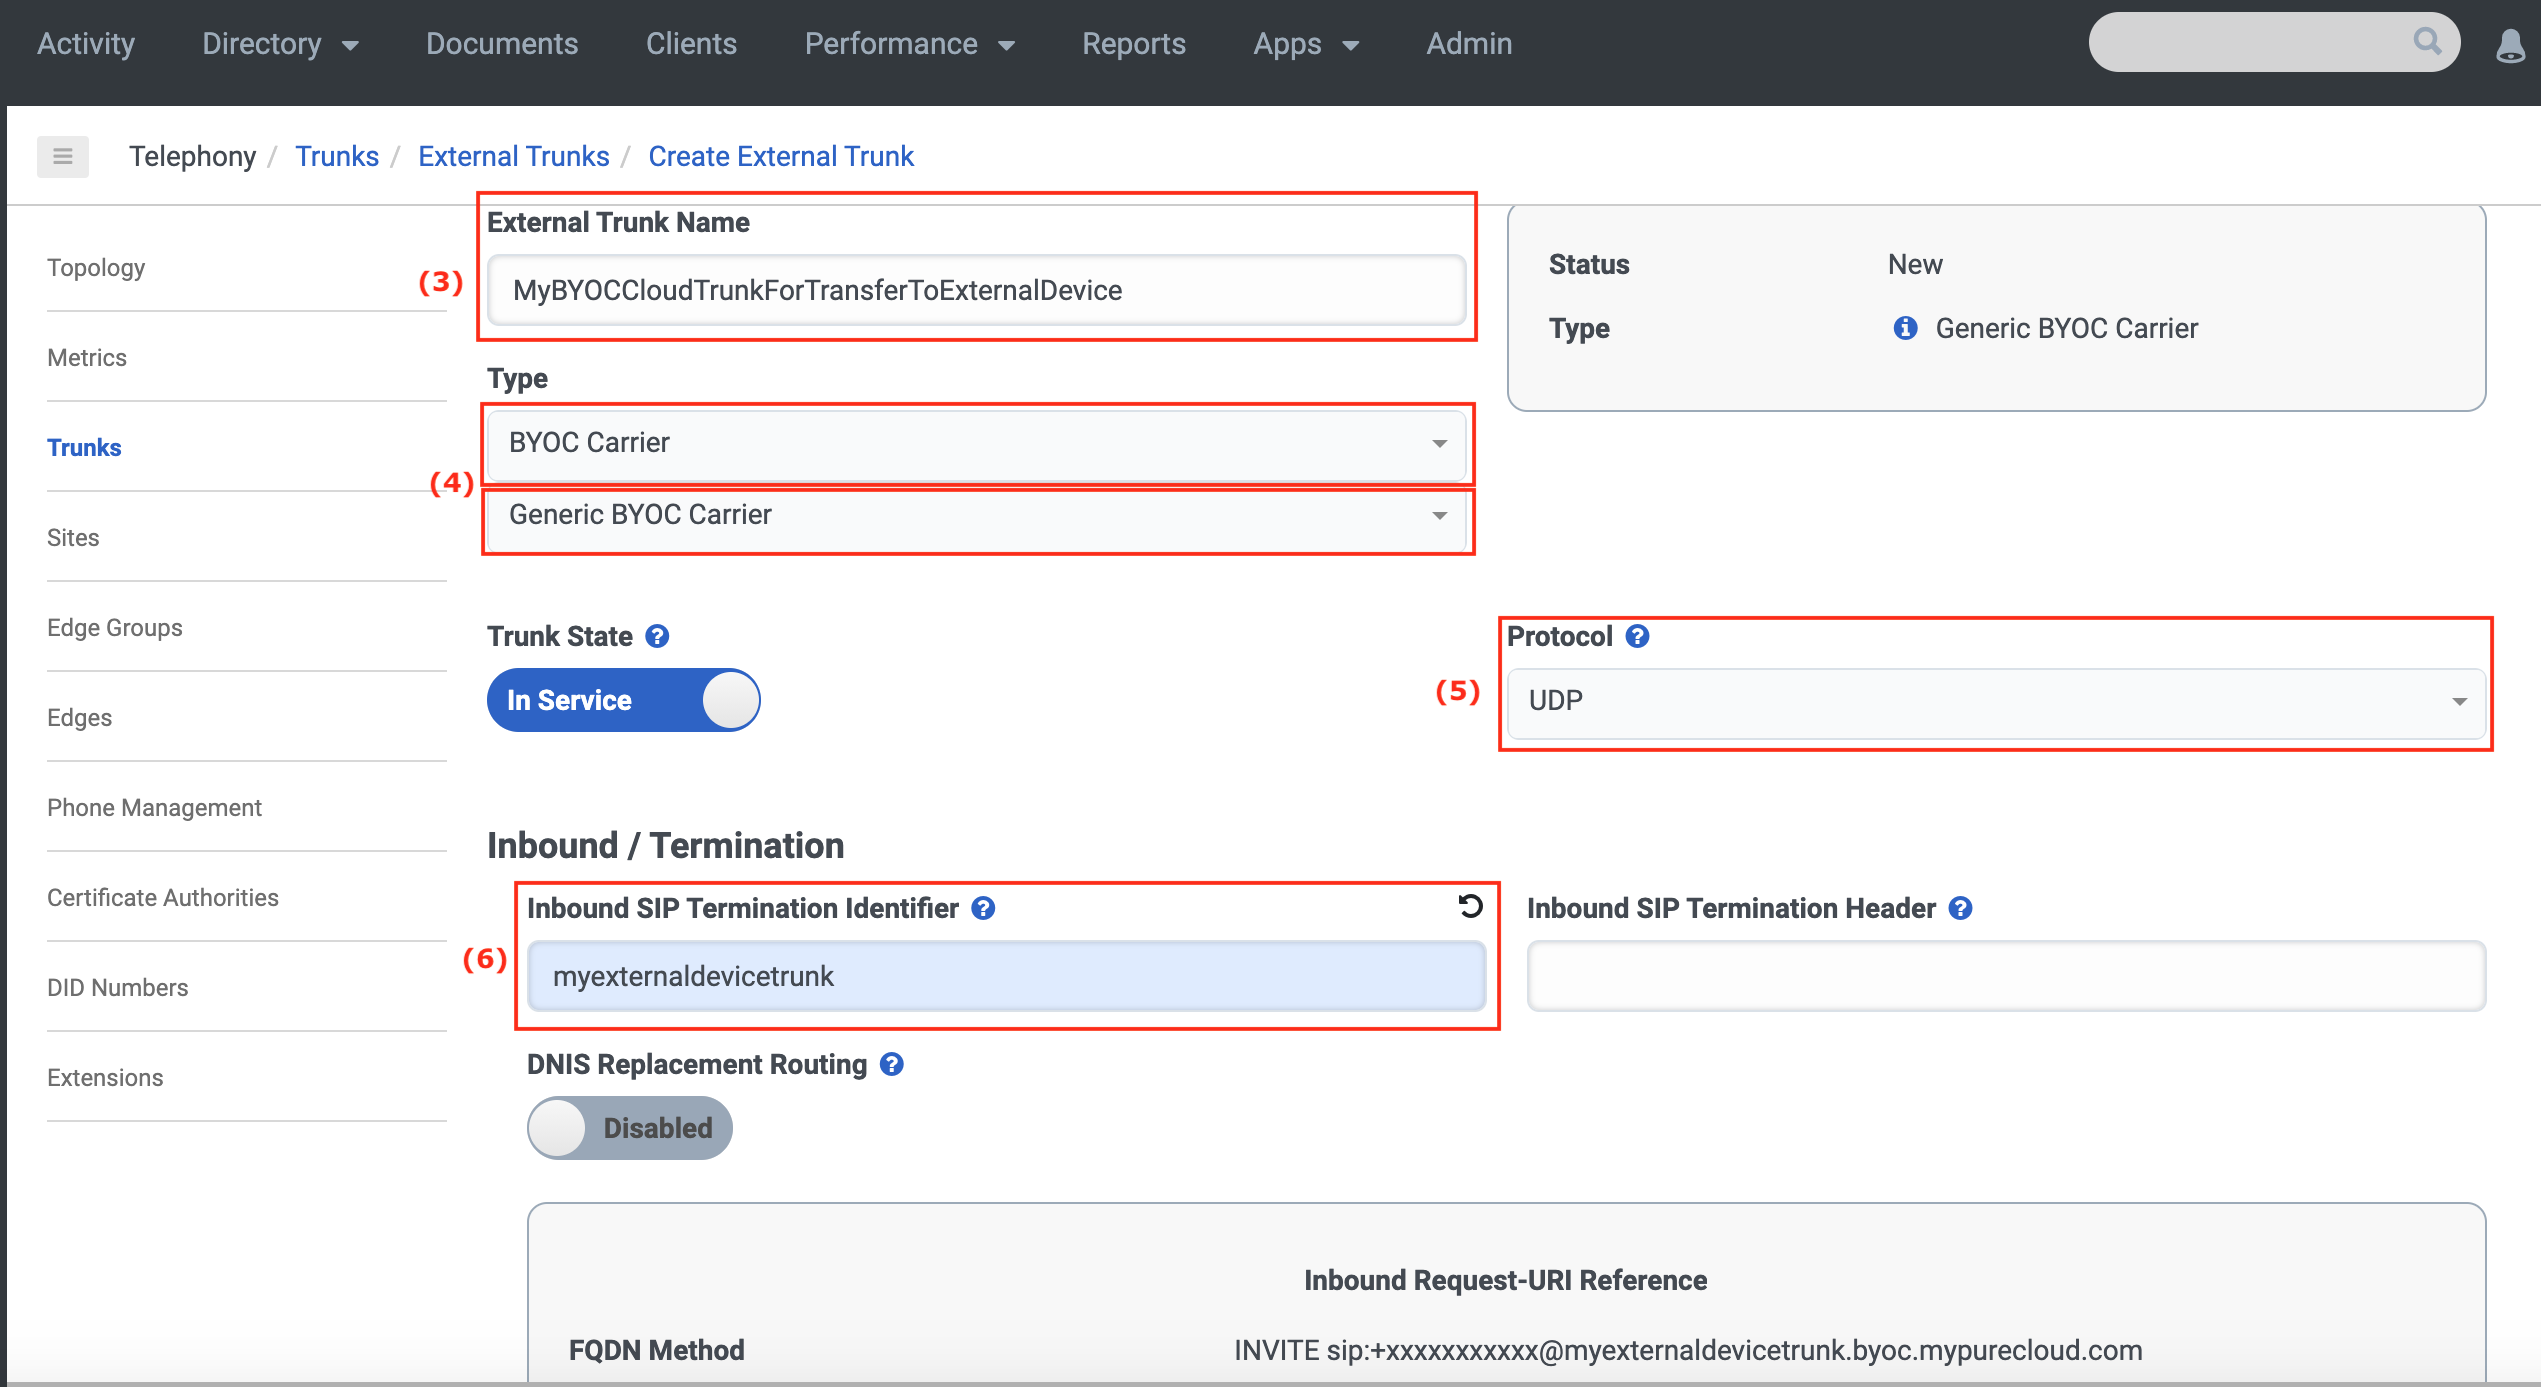 Activity Directory Documents Clients Performance Reports Apps Admin
Telephony / Trunks / External Trunks / Create External Trunk
Topology
Metrics
Trunks
Sites
Edge Groups
Edges
Phone Management
Certificate Authorities
DID Numbers
Extensions
External Trunk Name
(3)
MyBYOCCloudTrunkForTransferToExternalDevice
Status New
Type Generic BYOC Carrier
Type
BYOC Carrier
(4)
Generic BYOC Carrier
Trunk State
In Service
Protocol
(5)
UDP
Inbound / Termination
Inbound SIP Termination Identifier
(6)
myexternaldevicetrunk
Inbound SIP Termination Header
DNIS Replacement Routing
Disabled
Inbound Request-URI Reference
FQDN Method INVITE sip:+xxxxxxxxxxx@myexternaldevicetrunk.byoc.mypurecloud.com